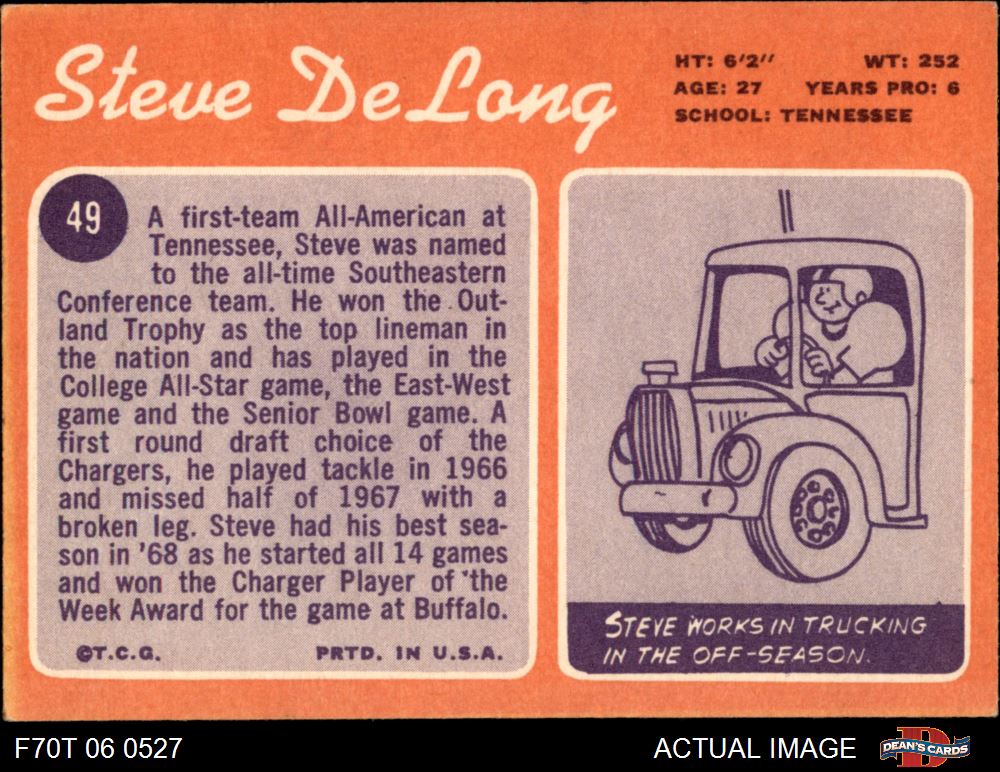 Steve DeLong
HT: 6'2" WT: 252
AGE: 27 YEARS PRO: 6
SCHOOL: TENNESSEE
49
A first-team All-American at
Tennessee, Steve was named
to the all-time Southeastern
Conference team. He won the Out-
land Trophy as the top lineman in
the nation and has played in the
College All-Star game, the East-West
game and the Senior Bowl game. A
first round draft choice of the
Chargers, he played tackle in 1966
and missed half of 1967 with a
broken leg. Steve had his best sea-
son in '68 as he started all 14 games
and won the Charger Player of the
Week Award for the game at Buffalo.
©T.C.G. PRTD. IN U.S.A.
STEVE WORKS IN TRUCKING
IN THE OFF-SEASON.
F70T 06 0527 ACTUAL IMAGE DEAN'S CARDS